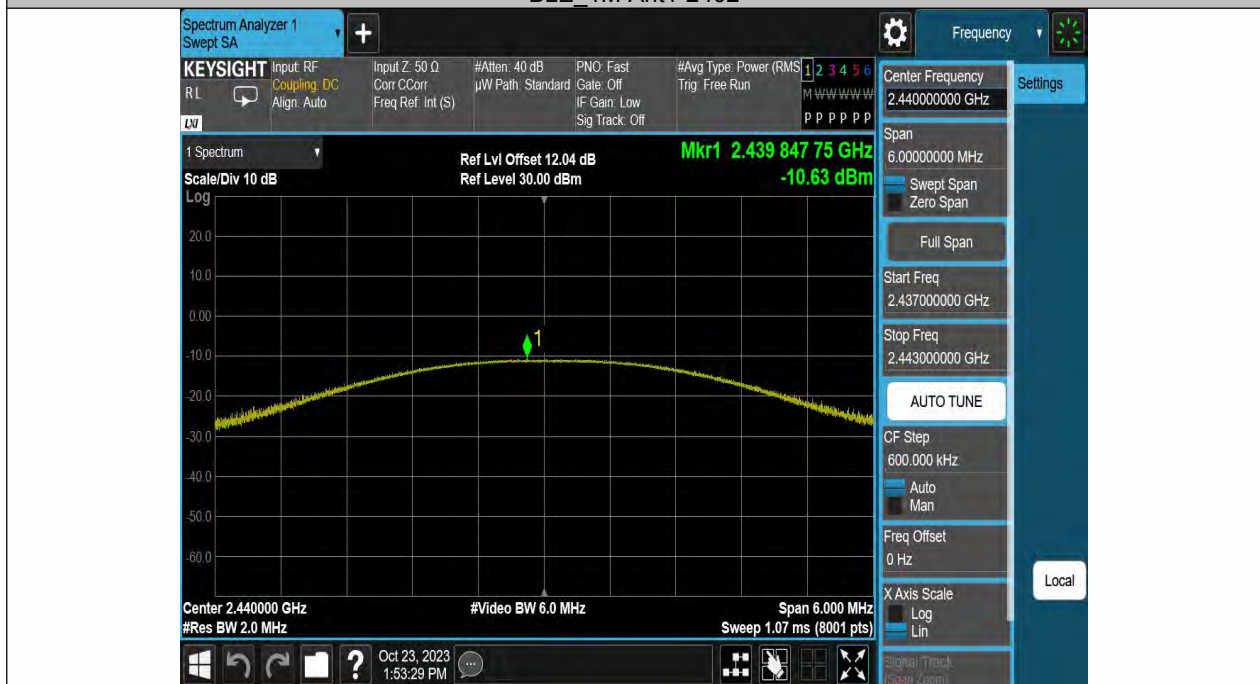 Spectrum Analyzer 1
Swept SA
+
Frequency
KEYSIGHT
RL
LXI
Input: RF
Coupling: DC
Align: Auto
Input Z: 50 Ω
Corr CCorr
Freq Ref: Int (S)
#Atten: 40 dB
µW Path: Standard
PNO: Fast
Gate: Off
IF Gain: Low
Sig Track: Off
#Avg Type: Power (RMS
Trig: Free Run
1 2 3 4 5 6
M W W W W W
P P P P P P
1 Spectrum
Scale/Div 10 dB
Log
Ref Lvl Offset 12.04 dB
Ref Level 30.00 dBm
Mkr1 2.439 847 75 GHz
-10.63 dBm
20.0
10.0
0.00
-10.0
-20.0
-30.0
-40.0
-50.0
-60.0
1
Center 2.440000 GHz
#Res BW 2.0 MHz
#Video BW 6.0 MHz
Span 6.000 MHz
Sweep 1.07 ms (8001 pts)
?
Oct 23, 2023
1:53:29 PM
Center Frequency
2.440000000 GHz
Settings
Span
6.00000000 MHz
Swept Span
Zero Span
Full Span
Start Freq
2.437000000 GHz
Stop Freq
2.443000000 GHz
AUTO TUNE
CF Step
600.000 kHz
Auto
Man
Freq Offset
0 Hz
X Axis Scale
Log
Lin
Signal Track
(Span Zoom)
Local